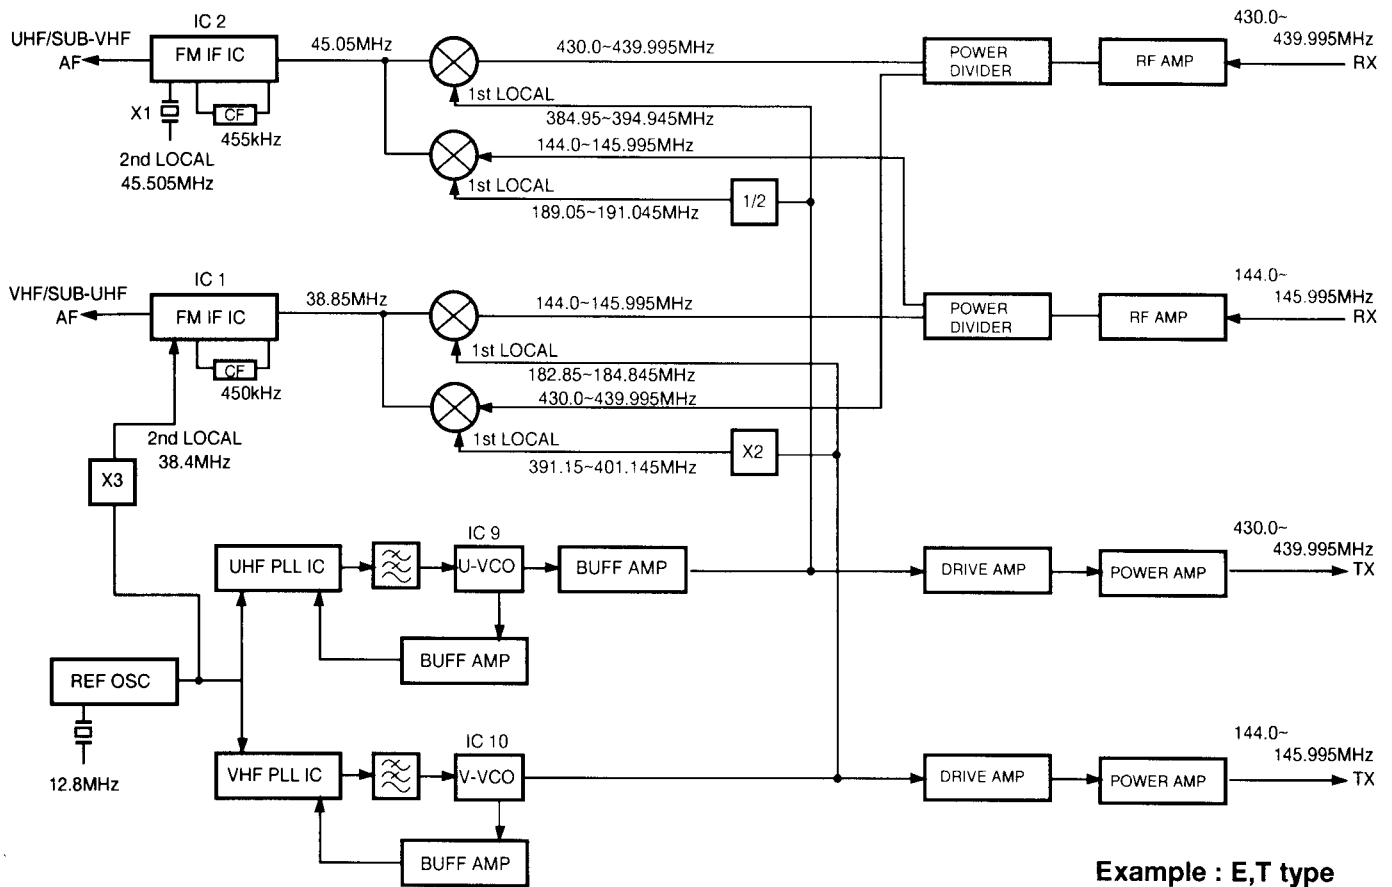 IC 2
UHF/SUB-VHF
AF
FM IF IC
X1
CF
455kHz
2nd LOCAL
45.505MHz
45.05MHz
430.0~439.995MHz
1st LOCAL
384.95~394.945MHz
144.0~145.995MHz
1st LOCAL
189.05~191.045MHz
1/2
POWER
DIVIDER
RF AMP
430.0~
439.995MHz
RX
IC 1
VHF/SUB-UHF
AF
FM IF IC
CF
450kHz
2nd LOCAL
38.4MHz
X3
38.85MHz
144.0~145.995MHz
1st LOCAL
182.85~184.845MHz
430.0~439.995MHz
1st LOCAL
391.15~401.145MHz
X2
POWER
DIVIDER
RF AMP
144.0~
145.995MHz
RX
UHF PLL IC
IC 9
U-VCO
BUFF AMP
BUFF AMP
DRIVE AMP
POWER AMP
430.0~
439.995MHz
TX
REF OSC
12.8MHz
VHF PLL IC
IC 10
V-VCO
BUFF AMP
DRIVE AMP
POWER AMP
144.0~
145.995MHz
TX
Example : E,T type